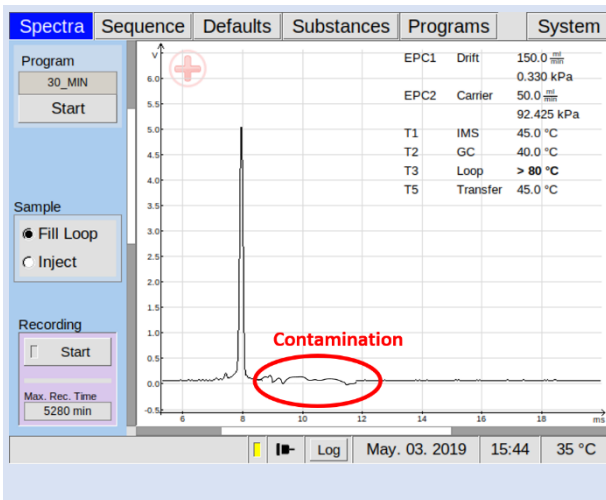 Spectra Sequence Defaults Substances Programs System
Program
30_MIN
Start
Sample
Fill Loop
Inject
Recording
Start
Max. Rec. Time
5280 min
V
6.0
5.5
5.0
4.5
4.0
3.5
3.0
2.5
2.0
1.5
1.0
0.5
0.0
-0.5
6 8 10 12 14 16 18 ms
EPC1 Drift 150.0 ml/min
0.330 kPa
EPC2 Carrier 50.0 ml/min
92.425 kPa
T1 IMS 45.0 °C
T2 GC 40.0 °C
T3 Loop > 80 °C
T5 Transfer 45.0 °C
Contamination
Log May. 03. 2019 15:44 35 °C